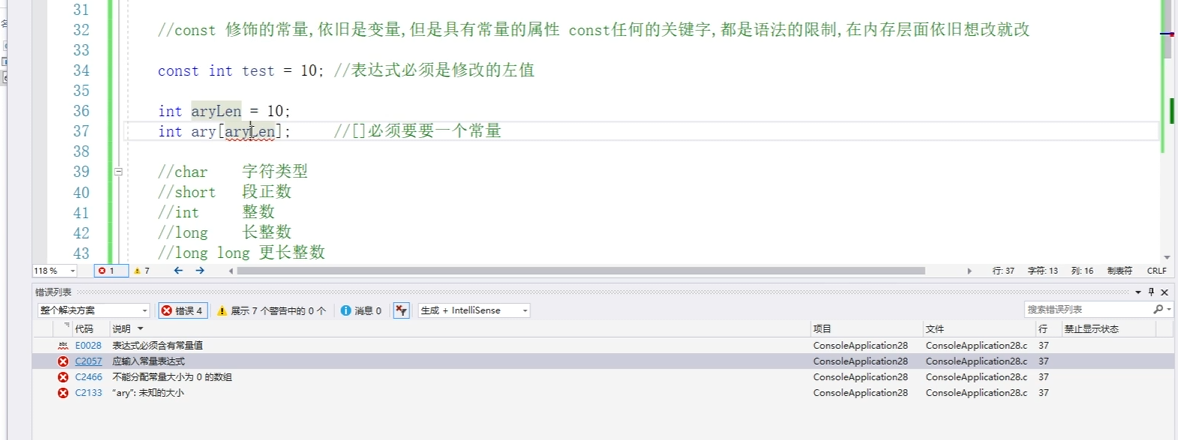 31
32 //const 修饰的常量,依旧是变量,但是具有常量的属性 const任何的关键字,都是语法的限制,在内存层面依旧想改就改
33
34 const int test = 10; //表达式必须是修改的左值
35
36 int aryLen = 10;
37 int ary[aryLen]; //[]必须要要一个常量
38
39 //char 字符类型
40 //short 段正数
41 //int 整数
42 //long 长整数
43 //long long 更长整数
118 % 1 7 行: 37 字符: 13 列: 16 制表符 CRLF
错误列表
整个解决方案 错误 4 展示 7 个警告中的 0 个 消息 0 生成 + IntelliSense 搜索错误列表
代码 说明 项目 文件 行 禁止显示状态
abc E0028 表达式必须含有常量值 ConsoleApplication28 ConsoleApplication28.c 37
C2057 应输入常量表达式 ConsoleApplication28 ConsoleApplication28.c 37
C2466 不能分配常量大小为 0 的数组 ConsoleApplication28 ConsoleApplication28.c 37
C2133 "ary": 未知的大小 ConsoleApplication28 ConsoleApplication28.c 37